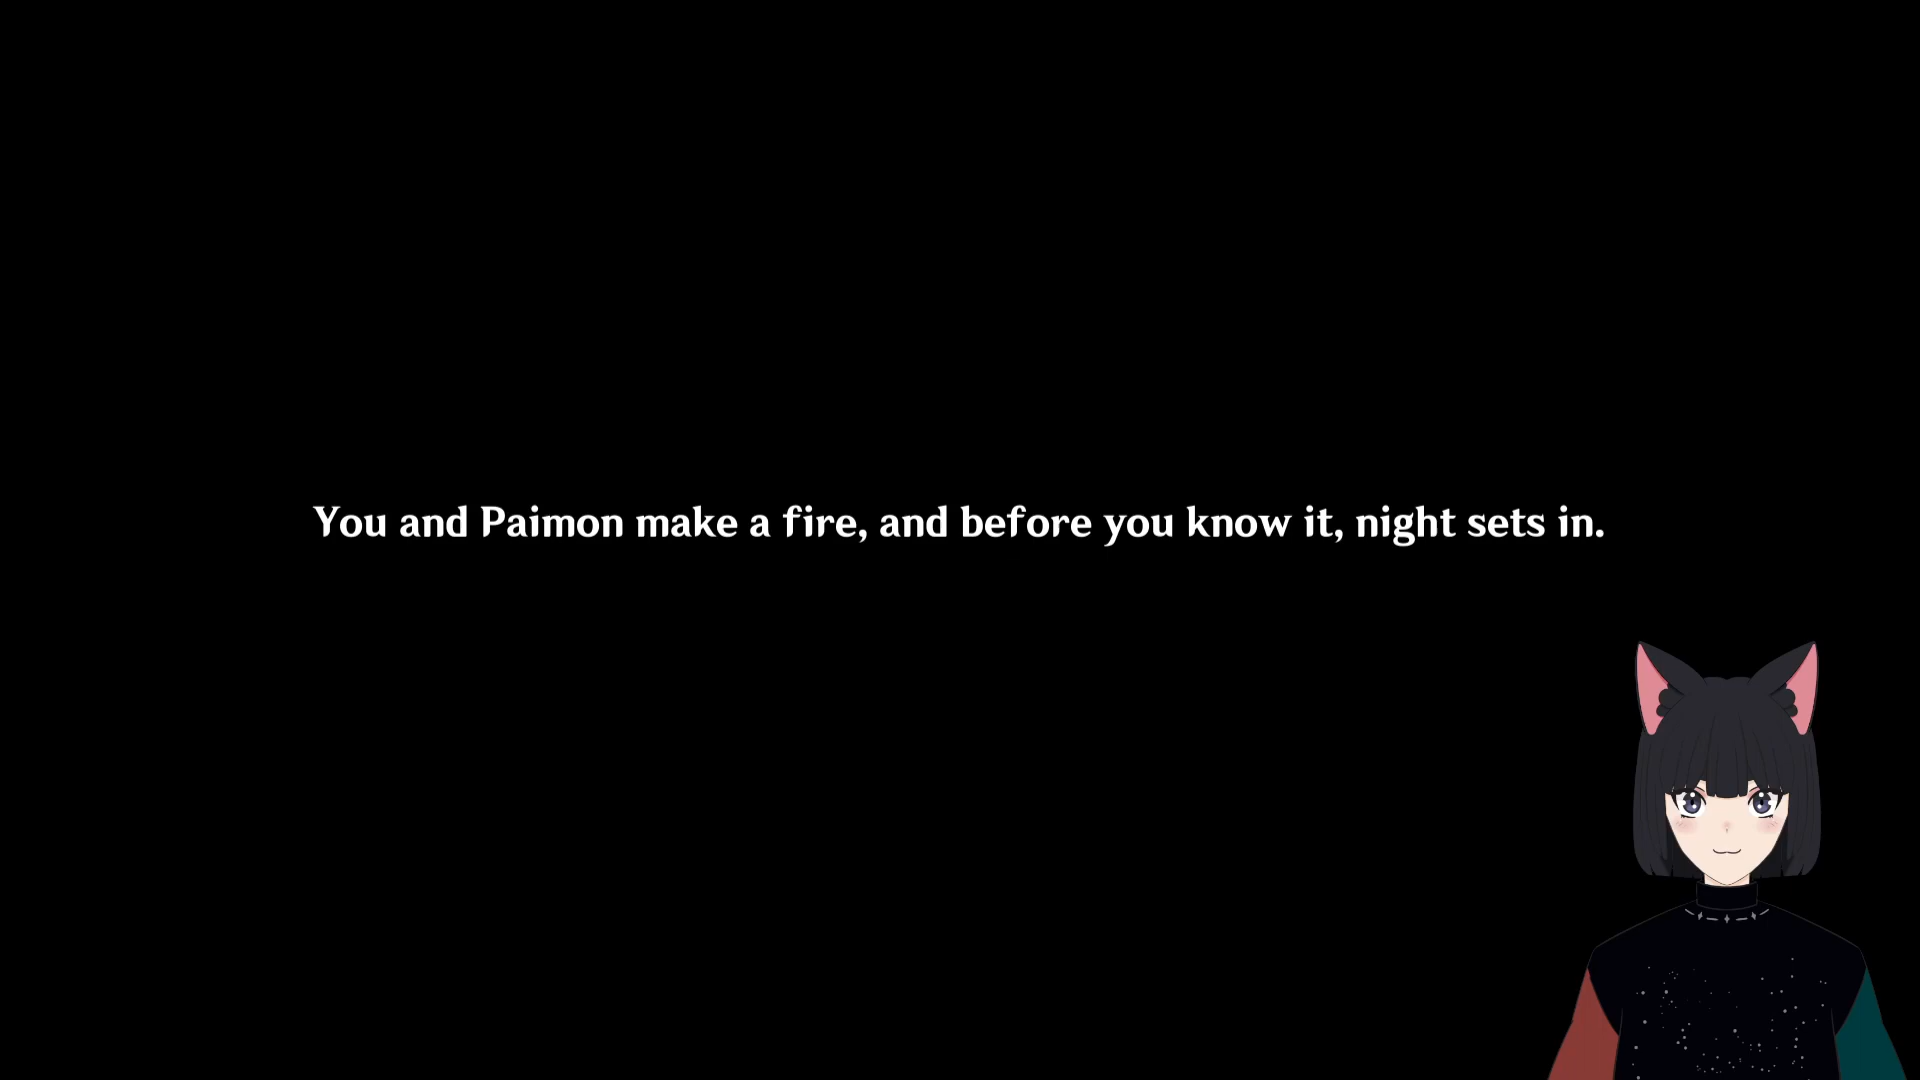 You and Paimon make a fire, and before you know it, night sets in.